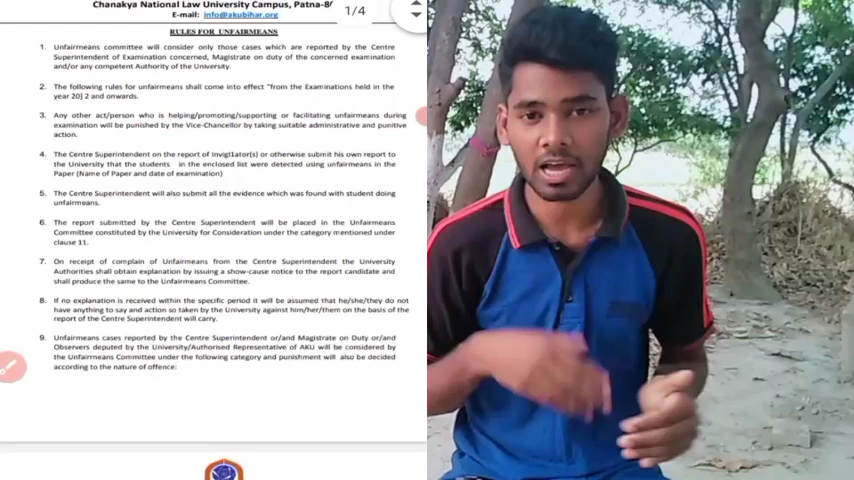 Chanakya National Law University Campus, Patna-80
1/4
E-mail: info@akubihar.org
RULES FOR UNFAIRMEANS
1. Unfairmeans committee will consider only those cases which are reported by the Centre
Superintendent of Examination concerned, Magistrate on duty of the concerned examination
and/or any competent Authority of the University.
2. The following rules for unfairmeans shall come into effect "from the Examinations held in the
year 20] 2 and onwards.
3. Any other act/person who is helping/promoting/supporting or facilitating unfairmeans during
examination will be punished by the Vice-Chancellor by taking suitable administrative and punitive
action.
4. The Centre Superintendent on the report of invigl1ator(s) or otherwise submit his own report to
the University that the students in the enclosed list were detected using unfairmeans in the
Paper (Name of Paper and date of examination)
5. The Centre Superintendent will also submit all the evidence which was found with student doing
unfairmeans.
6. The report submitted by the Centre Superintendent will be placed in the Unfairmeans
Committee constituted by the University for Consideration under the category mentioned under
clause 11.
7. On receipt of complain of Unfairmeans from the Centre Superintendent the University
Authorities shall obtain explanation by issuing a show-cause notice to the report candidate and
shall produce the same to the Unfairmeans Committee.
8. If no explanation is received within the specific period it will be assumed that he/she/they do not
have anything to say and action so taken by the University against him/her/them on the basis of the
report of the Centre Superintendent will carry.
9. Unfairmeans cases reported by the Centre Superintendent or/and Magistrate on Duty or/and
Observers deputed by the University/Authorised Representative of AKU will be considered by
the Unfairrneans Committee under the following category and punishment will also be decided
according to the nature of offence: